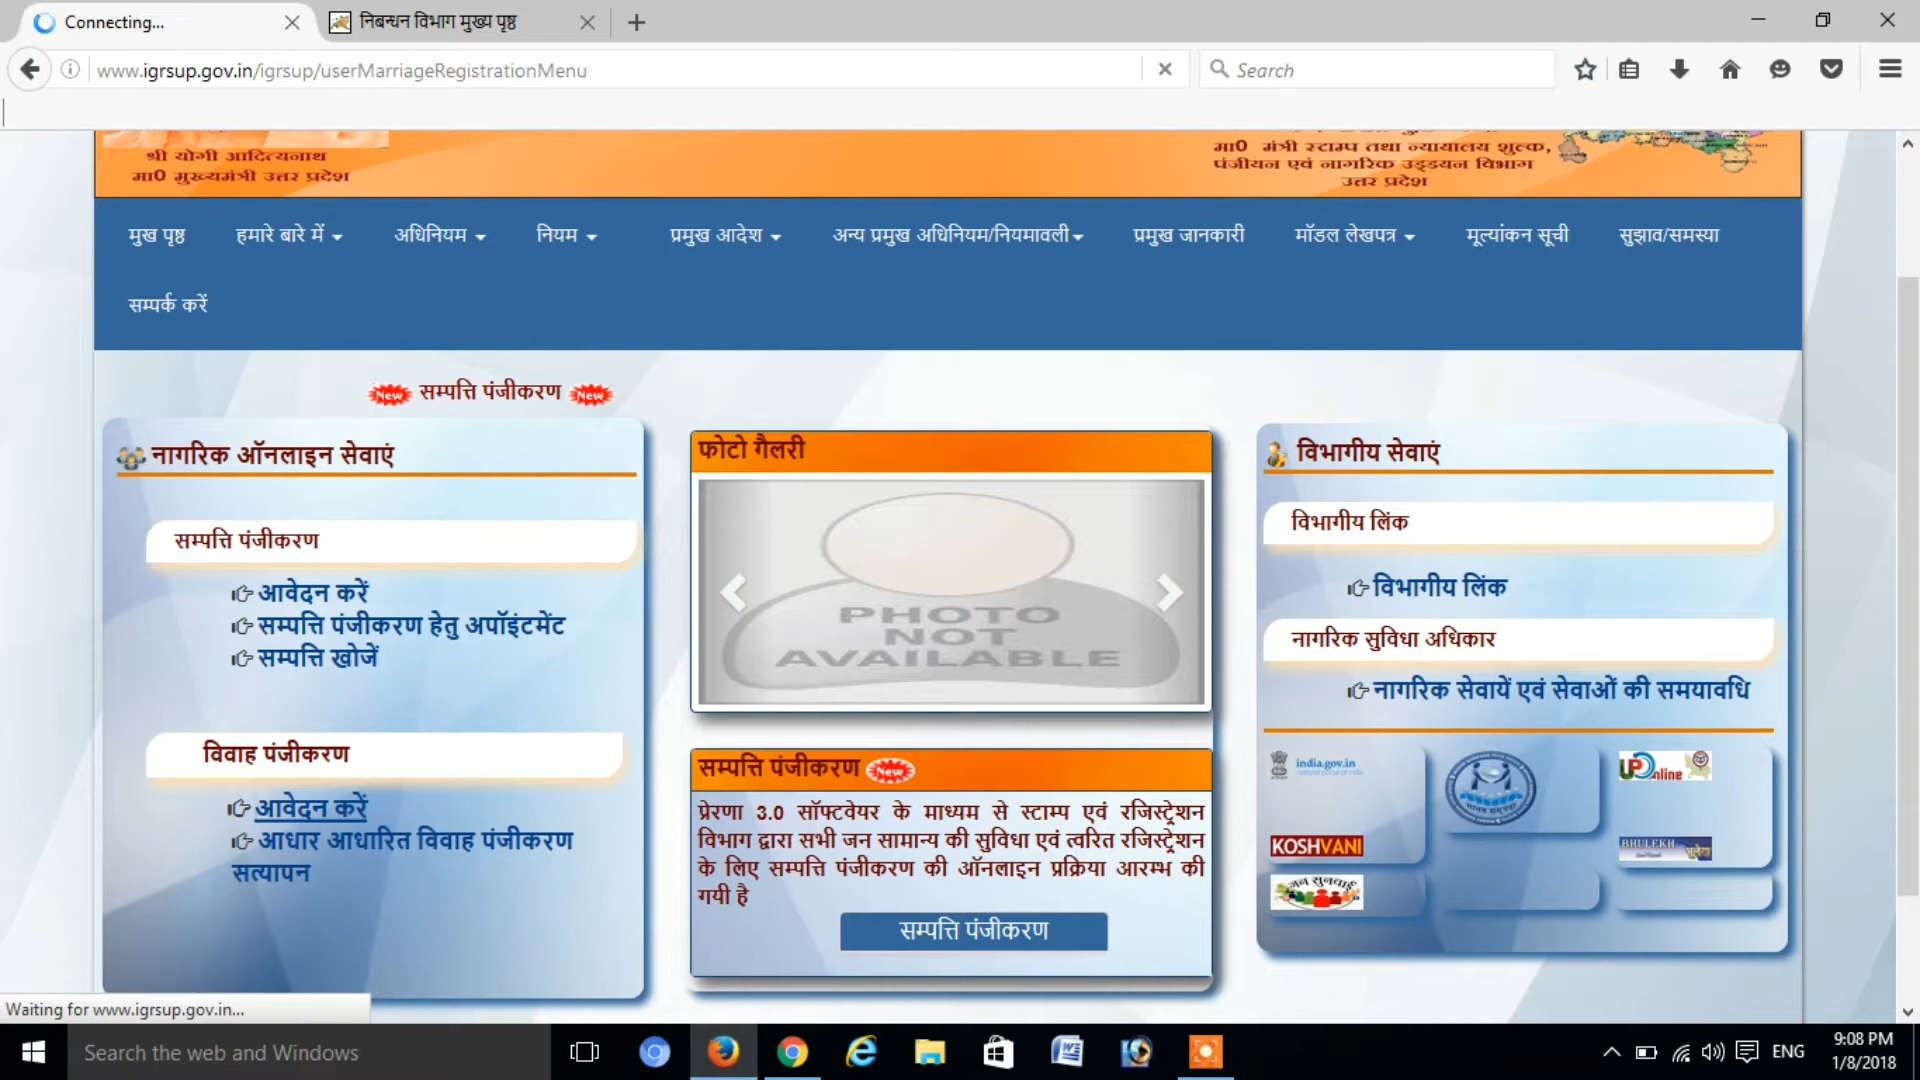 Connecting...
निबन्धन विभाग मुख्य पृष्ठ
www.igrsup.gov.in/igrsup/userMarriageRegistrationMenu
Search
श्री योगी आदित्यनाथ
मा0 मुख्यमंत्री उत्तर प्रदेश
मा0 मंत्री स्टाम्प तथा न्यायालय शुल्क,
पंजीयन एवं नागरिक उड्डयन विभाग
उत्तर प्रदेश
मुख पृष्ठ
हमारे बारे में
अधिनियम
नियम
प्रमुख आदेश
अन्य प्रमुख अधिनियम/नियमावली
प्रमुख जानकारी
मॉडल लेखपत्र
मूल्यांकन सूची
सुझाव/समस्या
सम्पर्क करें
New सम्पत्ति पंजीकरण New
नागरिक ऑनलाइन सेवाएं
सम्पत्ति पंजीकरण
आवेदन करें
सम्पत्ति पंजीकरण हेतु अपॉइंटमेंट
सम्पत्ति खोजें
विवाह पंजीकरण
आवेदन करें
आधार आधारित विवाह पंजीकरण
सत्यापन
फोटो गैलरी
PHOTO
NOT
AVAILABLE
सम्पत्ति पंजीकरण New
प्रेरणा 3.0 सॉफ्टवेयर के माध्यम से स्टाम्प एवं रजिस्ट्रेशन
विभाग द्वारा सभी जन सामान्य की सुविधा एवं त्वरित रजिस्ट्रेशन
के लिए सम्पत्ति पंजीकरण की ऑनलाइन प्रक्रिया आरम्भ की
गयी है
सम्पत्ति पंजीकरण
विभागीय सेवाएं
विभागीय लिंक
विभागीय लिंक
नागरिक सुविधा अधिकार
नागरिक सेवायें एवं सेवाओं की समयावधि
india.gov.in
national portal of india
UPOnline
KOSHVANI
BHULEKH
भूलेख
जन सुनवाई
Waiting for www.igrsup.gov.in...
Search the web and Windows
ENG
9:08 PM
1/8/2018